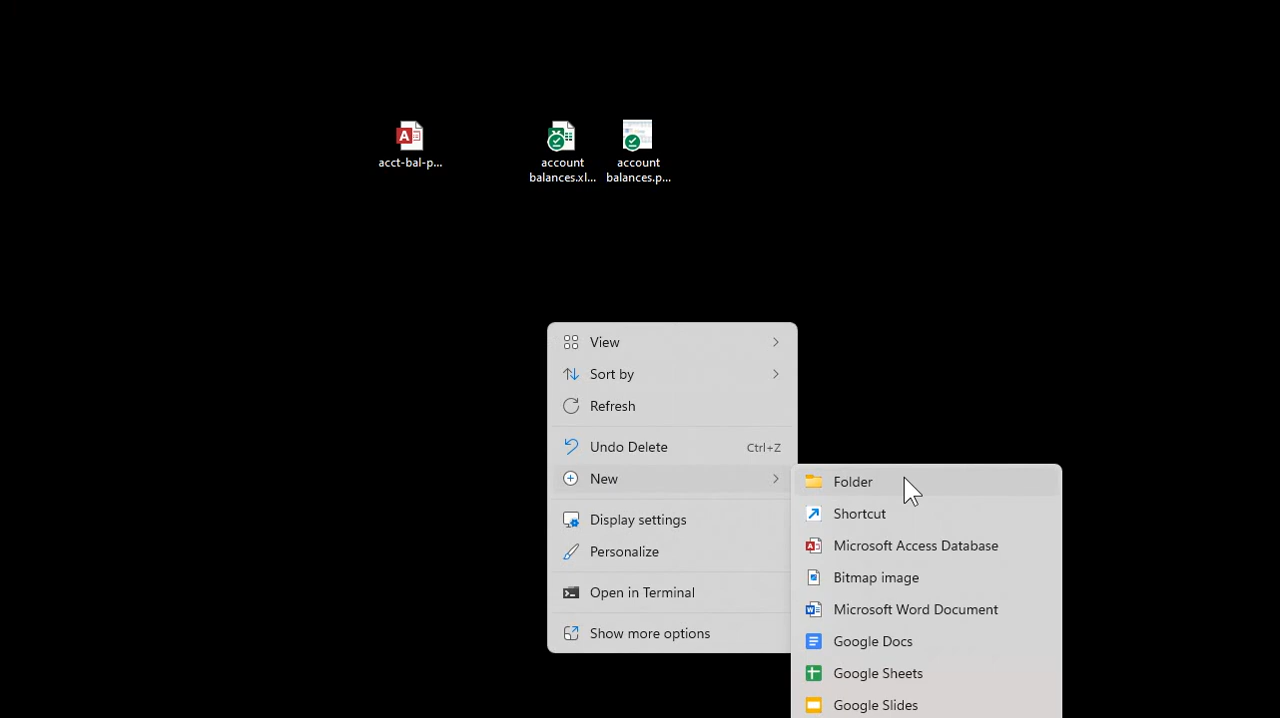 acct-bal-p...
account
balances.xl...
account
balances.p...
View
Sort by
Refresh
Undo Delete Ctrl+Z
New
Display settings
Personalize
Open in Terminal
Show more options
Folder
Shortcut
Microsoft Access Database
Bitmap image
Microsoft Word Document
Google Docs
Google Sheets
Google Slides